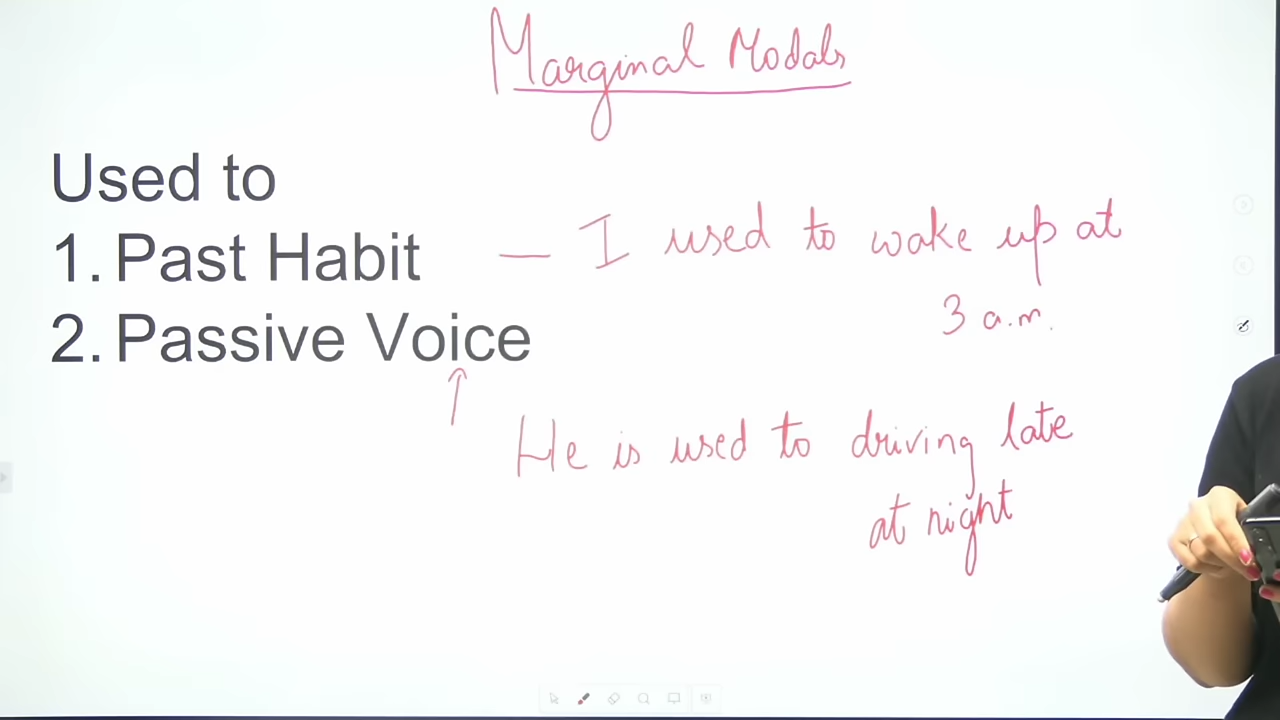 Marginal Modals
Used to
1. Past Habit — I used to wake up at
3 a.m.
2. Passive Voice
He is used to driving late
at night